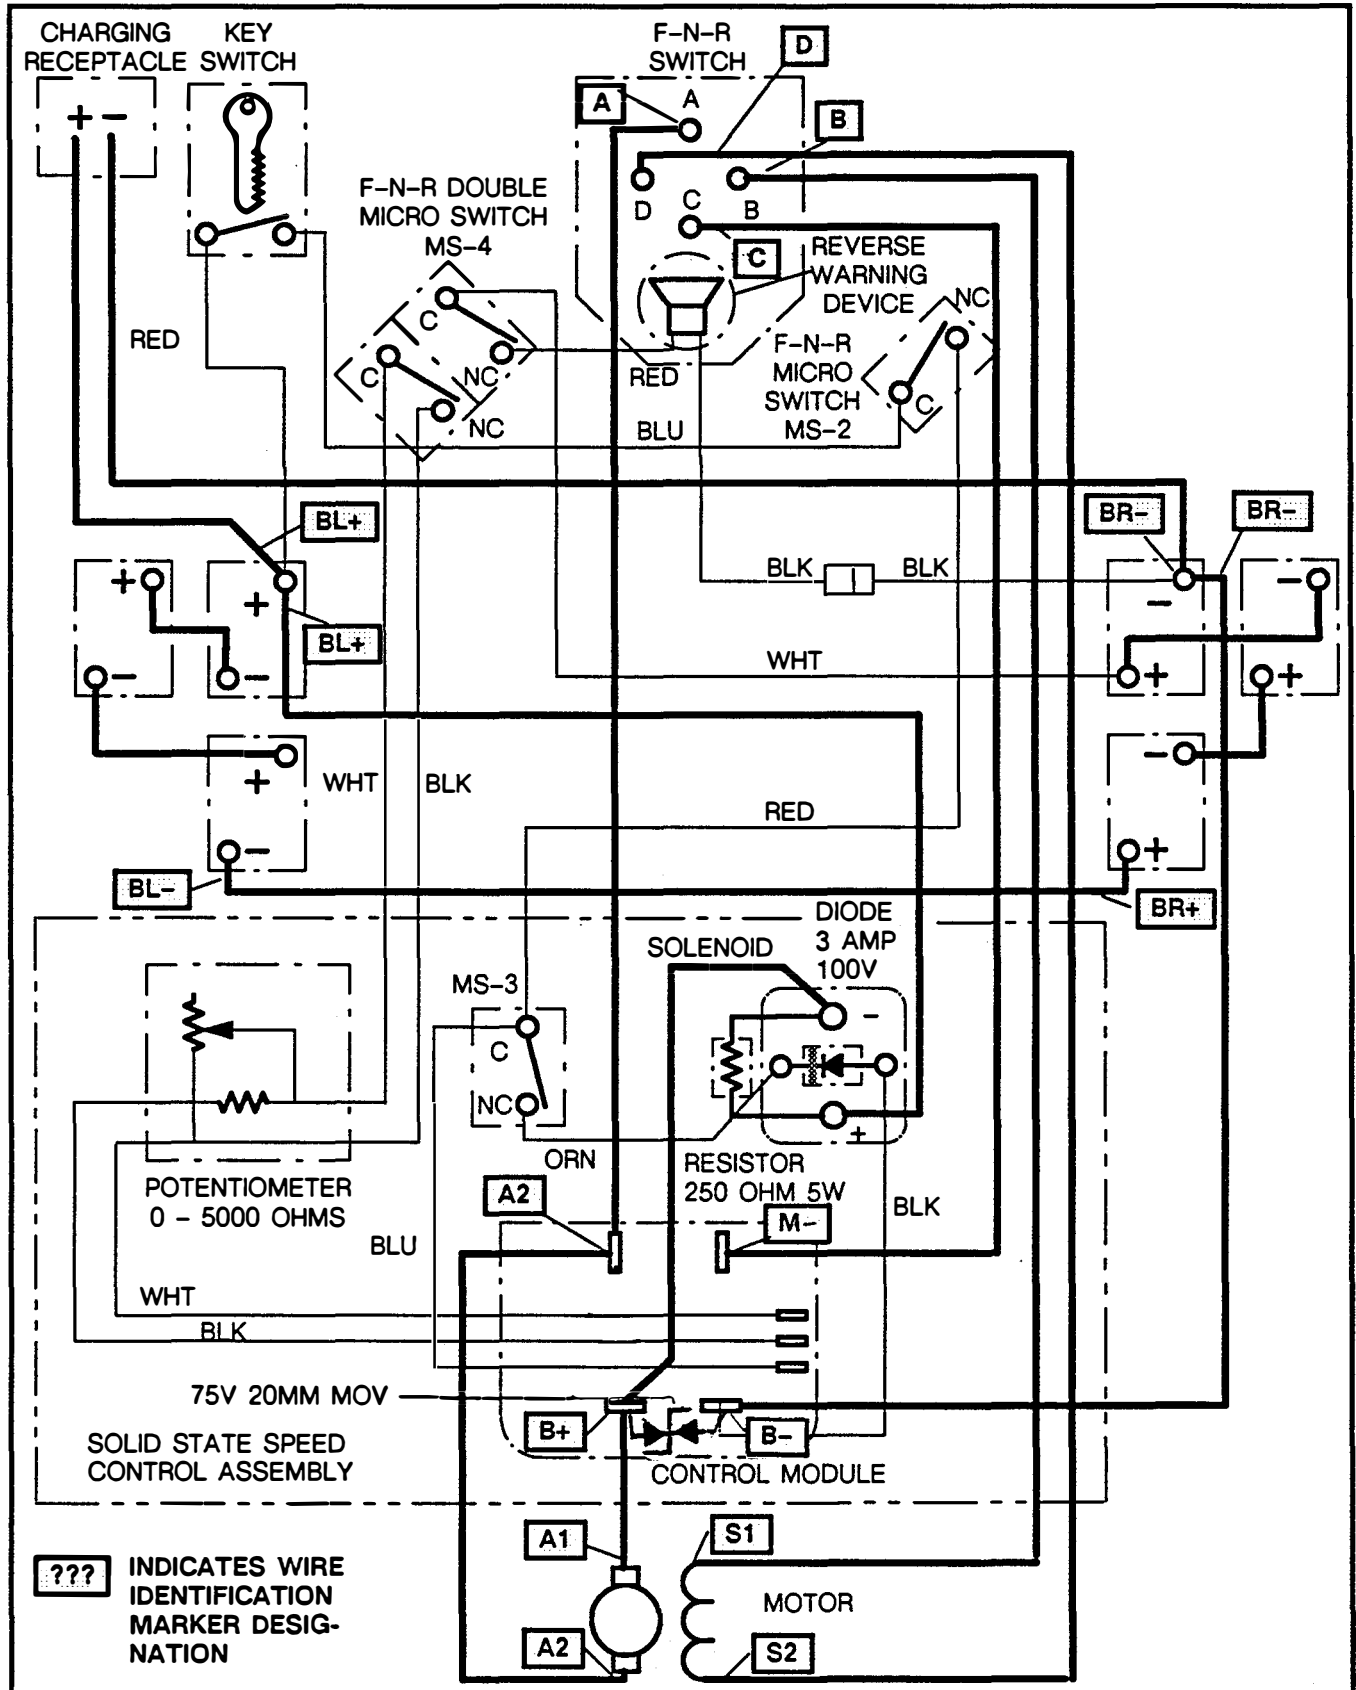 CHARGING
RECEPTACLE
KEY
SWITCH
F-N-R
SWITCH
D
A
A
B
+ -
F-N-R DOUBLE
MICRO SWITCH
MS-4
D
C
B
C
REVERSE
WARNING
DEVICE
NC
C
RED
C
NC
RED
F-N-R
MICRO
SWITCH
MS-2
C
NC
BLU
BL+
BR-
BR-
+
+
BLK
BLK
-
-
BL+
-
-
WHT
+
+
+
WHT
BLK
-
RED
-
+
BL-
BR+
DIODE
3 AMP
100V
SOLENOID
MS-3
-
C
NC
+
ORN
RESISTOR
250 OHM 5W
POTENTIOMETER
0 - 5000 OHMS
A2
M-
BLK
BLU
WHT
BLK
75V 20MM MOV
B+
B-
SOLID STATE SPEED
CONTROL ASSEMBLY
CONTROL MODULE
A1
S1
??? INDICATES WIRE
IDENTIFICATION
MARKER DESIG-
NATION
MOTOR
A2
S2